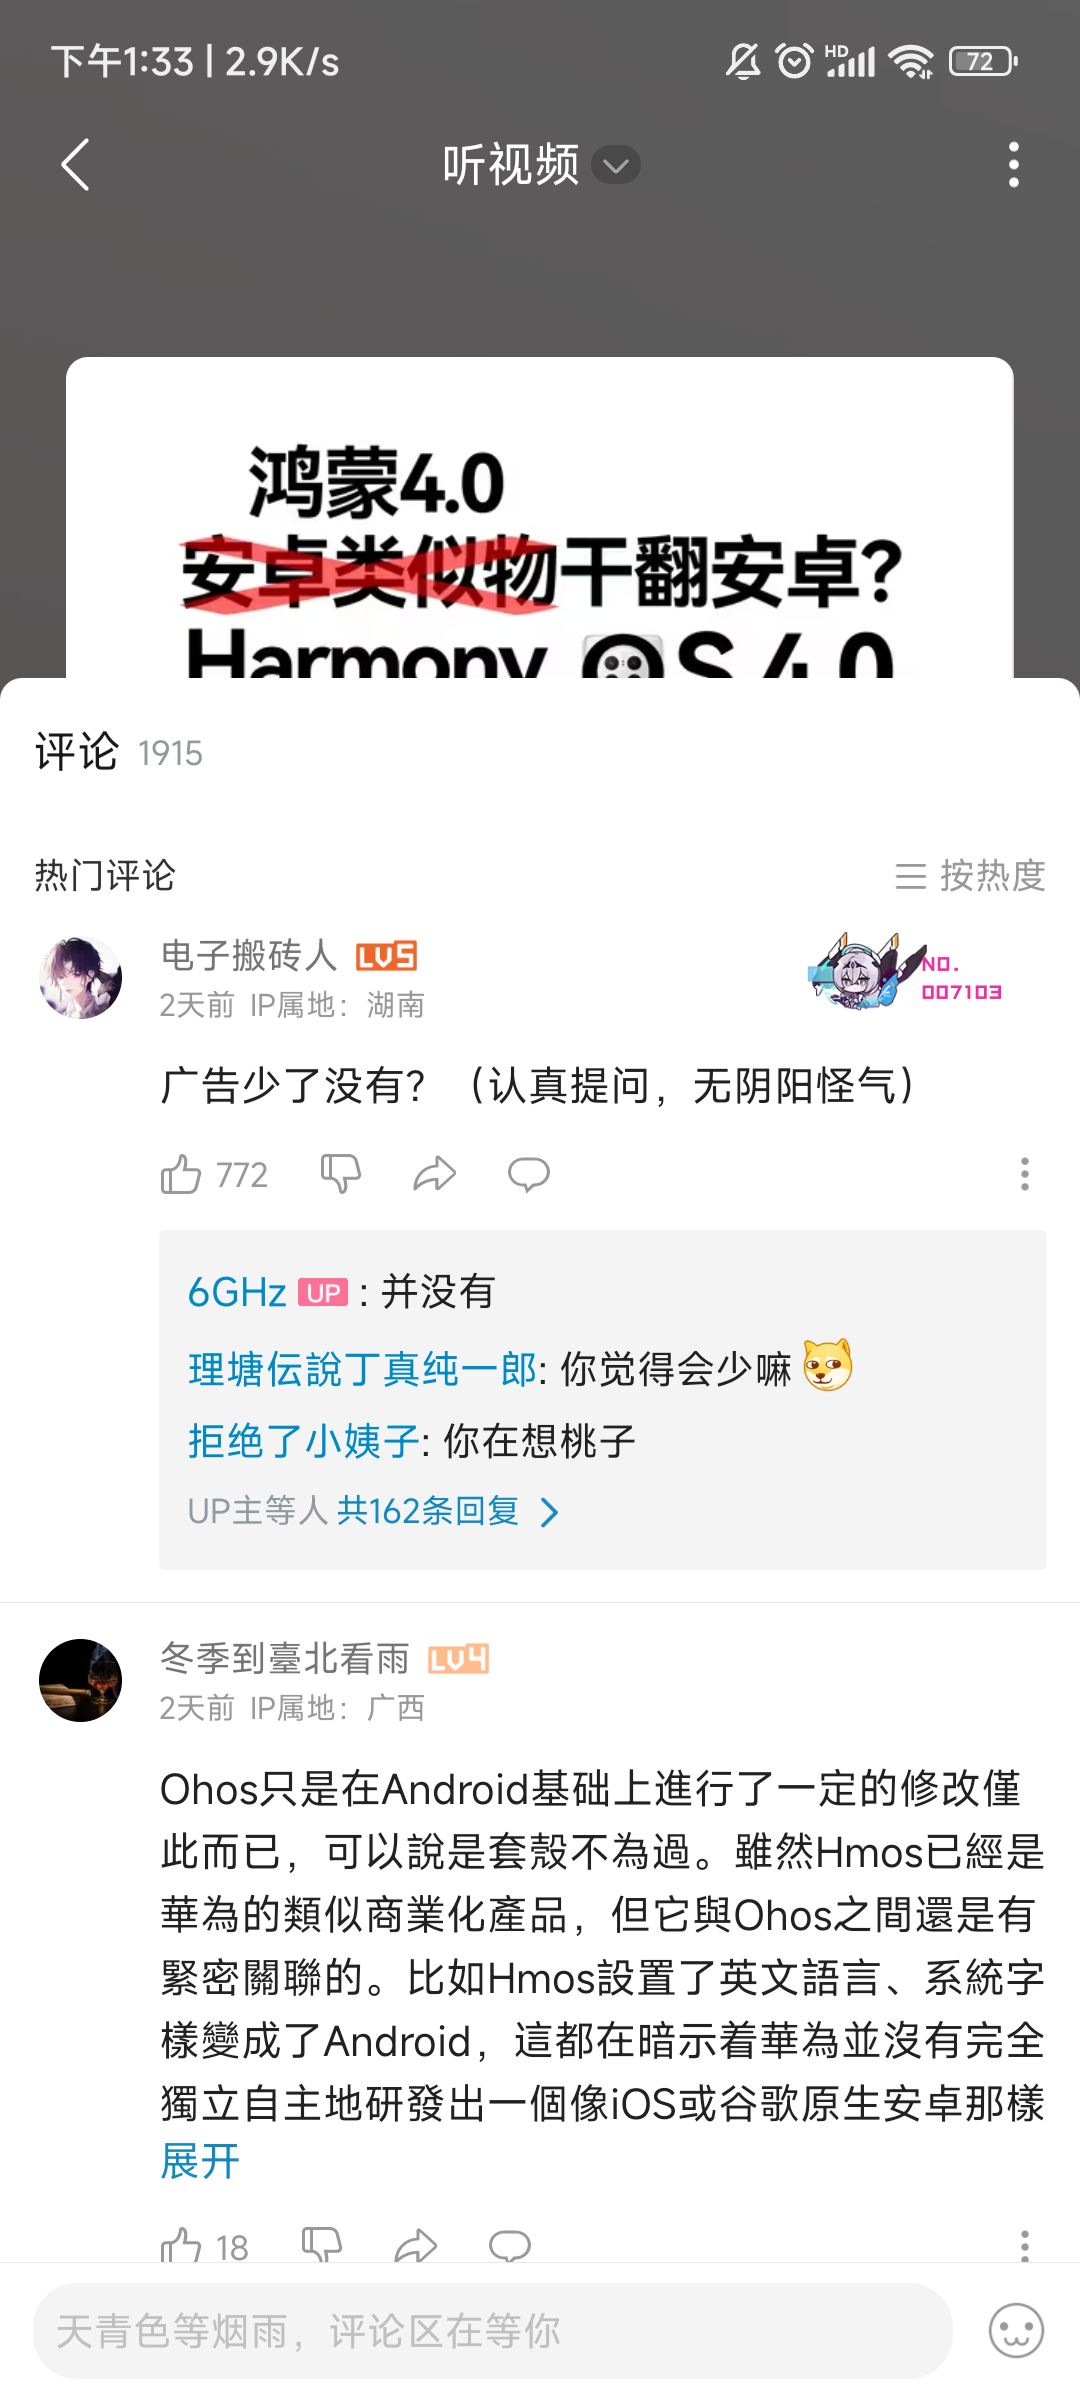 下午1:33 | 2.9K/s
HD
72
听视频
鸿蒙4.0
安卓类似物干翻安卓?
Harmony OS 4.0
评论 1915
热门评论
按热度
电子搬砖人 LV5
2天前 IP属地：湖南
NO.
007103
广告少了没有？（认真提问，无阴阳怪气）
772
6GHz UP : 并没有
理塘伝說丁真纯一郎: 你觉得会少嘛
拒绝了小姨子: 你在想桃子
UP主等人 共162条回复
冬季到臺北看雨 LV4
2天前 IP属地：广西
Ohos只是在Android基础上進行了一定的修改僅
此而已，可以說是套殼不為過。雖然Hmos已經是
華為的類似商業化產品，但它與Ohos之間還是有
緊密關聯的。比如Hmos設置了英文語言、系統字
樣變成了Android，這都在暗示着華為並沒有完全
獨立自主地研發出一個像iOS或谷歌原生安卓那樣
展开
18
天青色等烟雨，评论区在等你